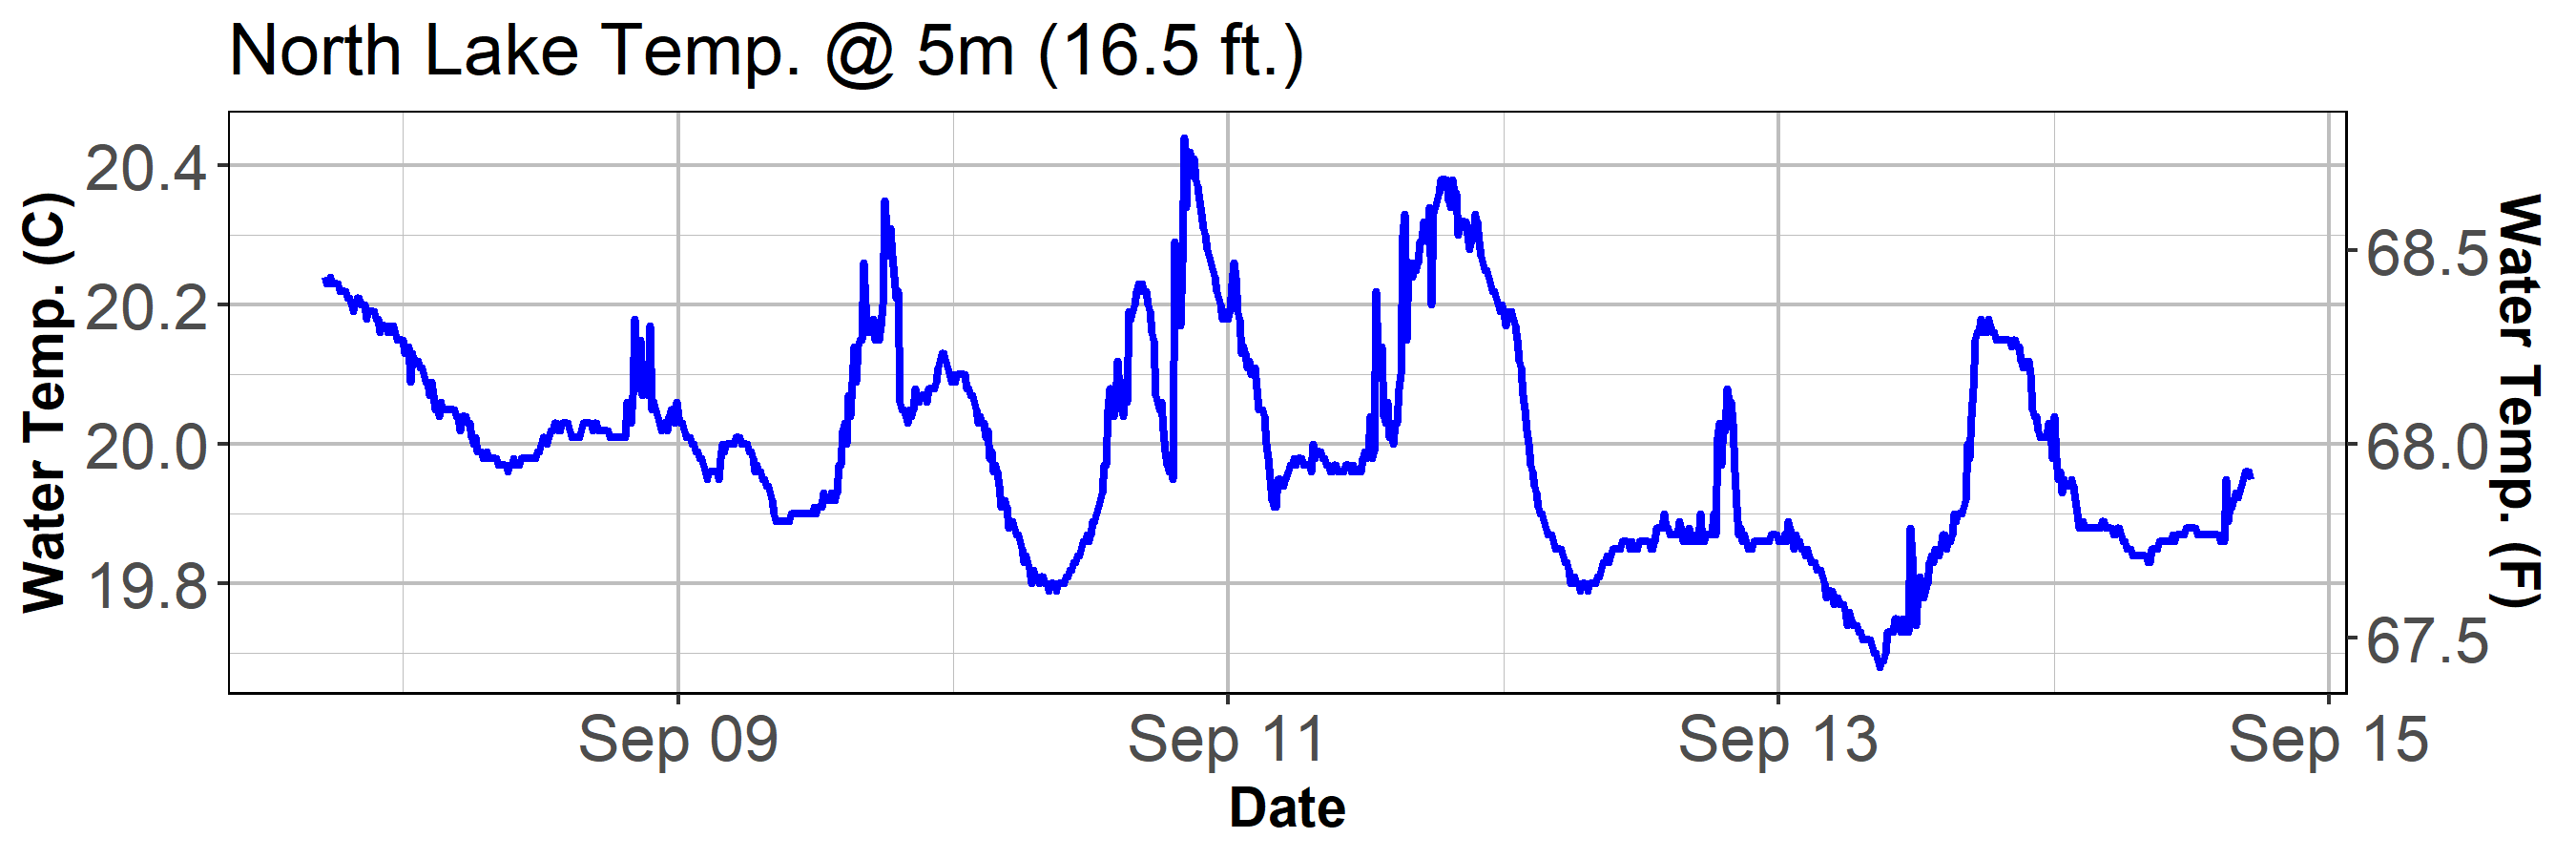 North Lake Temp. @ 5m (16.5 ft.)
Water Temp. (C)
20.4
20.2
20.0
19.8
68.5
68.0
67.5
Water Temp. (F)
Sep 09 Sep 11 Sep 13 Sep 15
Date